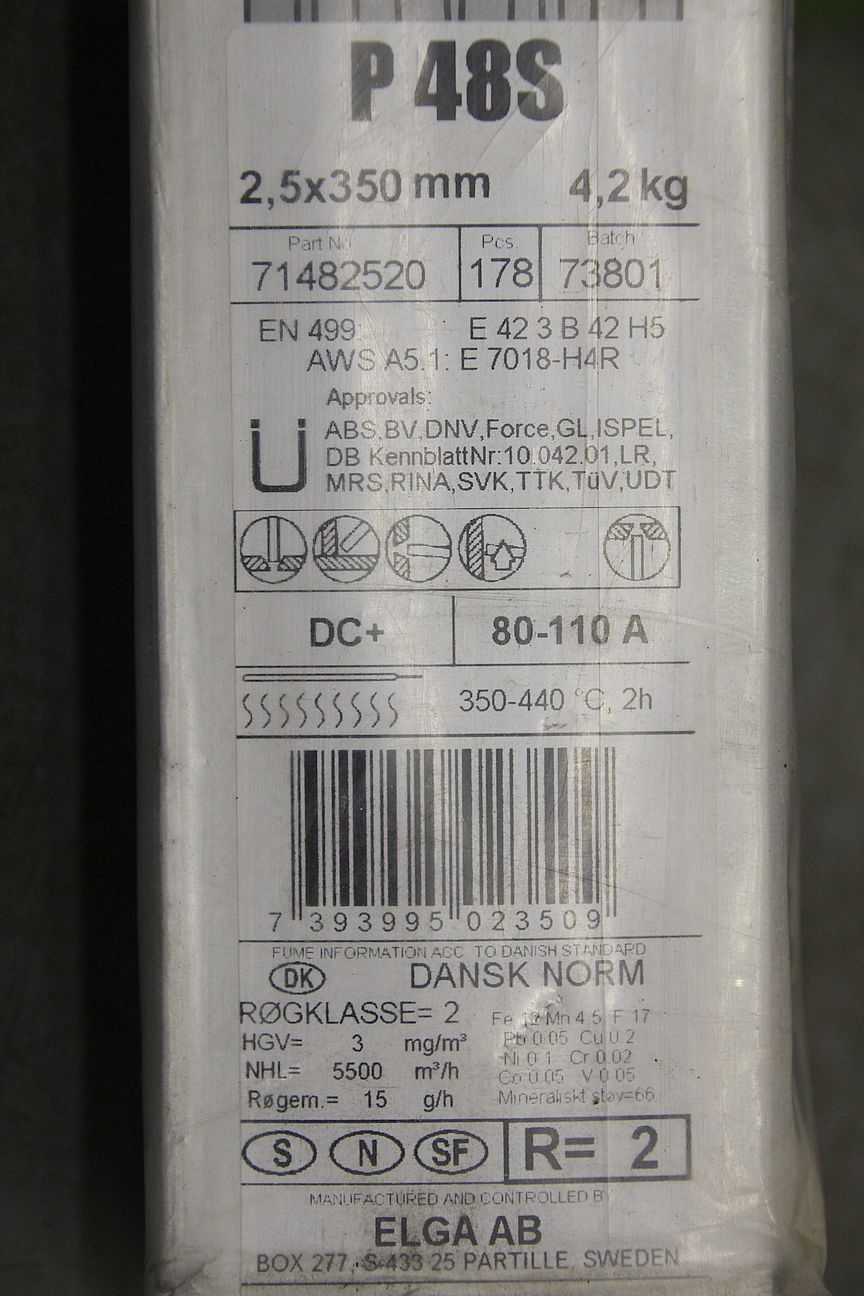 P 48S
2,5x350 mm 4,2 kg
Part No Pcs. Batch
71482520 178 73801
EN 499: E 42 3 B 42 H5
AWS A5.1: E 7018-H4R
Approvals:
ABS,BV,DNV,Force,GL,ISPEL,
DB KennblattNr:10.042.01,LR,
MRS,RINA,SVK,TTK,TüV,UDT
DC+ 80-110 A
350-440 °C, 2h
7 393995 023509
FUME INFORMATION ACC. TO DANISH STANDARD
DK DANSK NORM
RØGKLASSE= 2 Fe 12 Mn 4.5 F 17
HGV= 3 mg/m³ Pb 0.05 Cu 0.2
NHL= 5500 m³/h Ni 0.1 Cr 0.02
Co 0.05 V 0.05
Røgem.= 15 g/h Mineraliskt støv=66
S N SF R= 2
MANUFACTURED AND CONTROLLED BY
ELGA AB
BOX 277, S-433 25 PARTILLE, SWEDEN